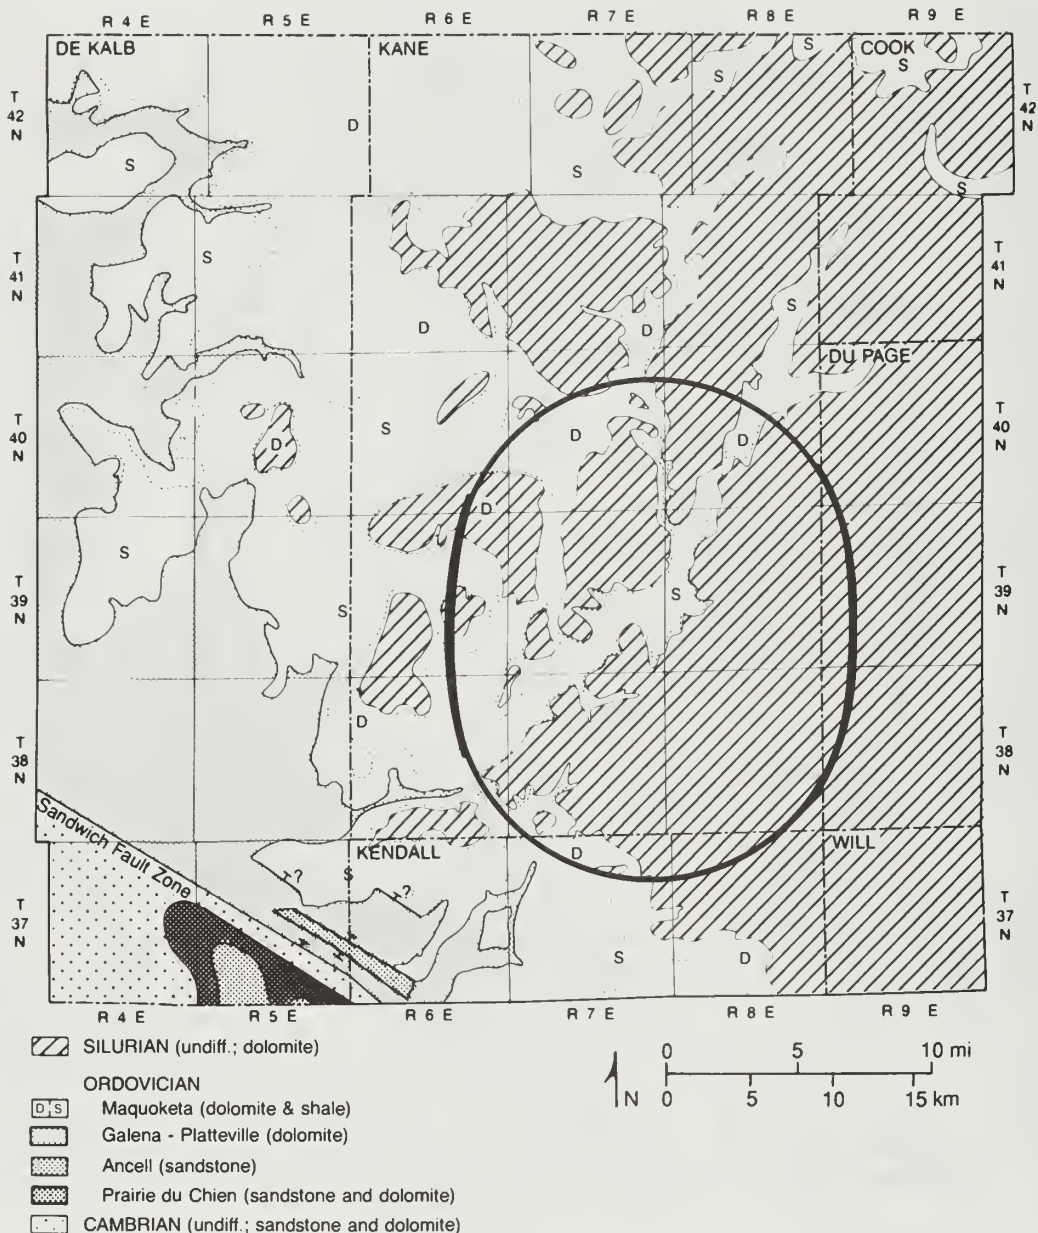 R 4 E R 5 E R 6 E R 7 E R 8 E R 9 E
DE KALB KANE COOK
S S S
T 42 N D T 42 N
S S S
T 41 N S T 41 N
D D S
DU PAGE
T 40 N D S D D T 40 N
D
S
T 39 N S S T 39 N
D
T 38 N T 38 N
Sandwich Fault Zone
KENDALL D WILL
? S ?
T 37 N T 37 N
S D
R 4 E R 5 E R 6 E R 7 E R 8 E R 9 E
SILURIAN (undiff.; dolomite)
ORDOVICIAN
D S Maquoketa (dolomite & shale)
Galena - Platteville (dolomite)
Ancell (sandstone)
Prairie du Chien (sandstone and dolomite)
CAMBRIAN (undiff.; sandstone and dolomite)
0 5 10 mi
N 0 5 10 15 km